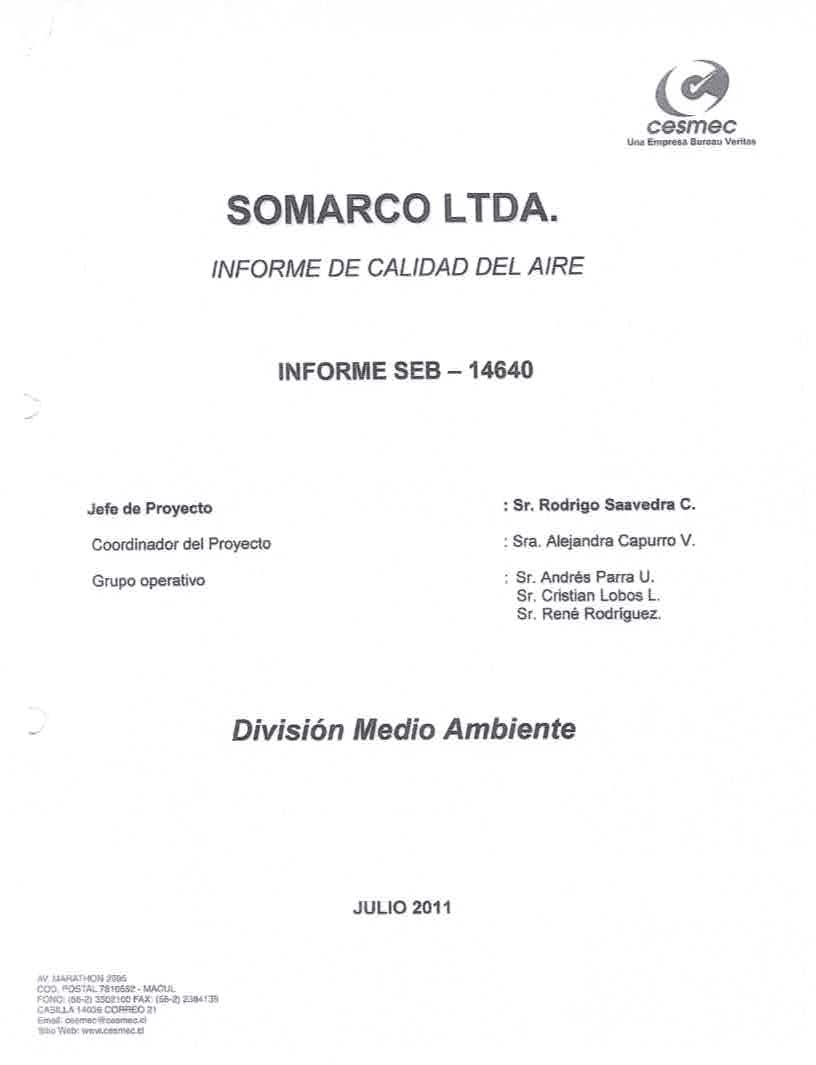 cesmec
Una Empresa Bureau Veritas
SOMARCO LTDA.
INFORME DE CALIDAD DEL AIRE
INFORME SEB – 14640
Jefe de Proyecto : Sr. Rodrigo Saavedra C.
Coordinador del Proyecto : Sra. Alejandra Capurro V.
Grupo operativo : Sr. Andrés Parra U.
Sr. Cristian Lobos L.
Sr. René Rodríguez.
División Medio Ambiente
JULIO 2011
AV. MARATHON 2595
COD. POSTAL 7810552 - MACUL
FONO: (56-2) 3502100 FAX: (56-2) 2384135
CASILLA 14036 CORREO 21
Email: cesmec@cesmec.cl
Sitio Web: www.cesmec.cl